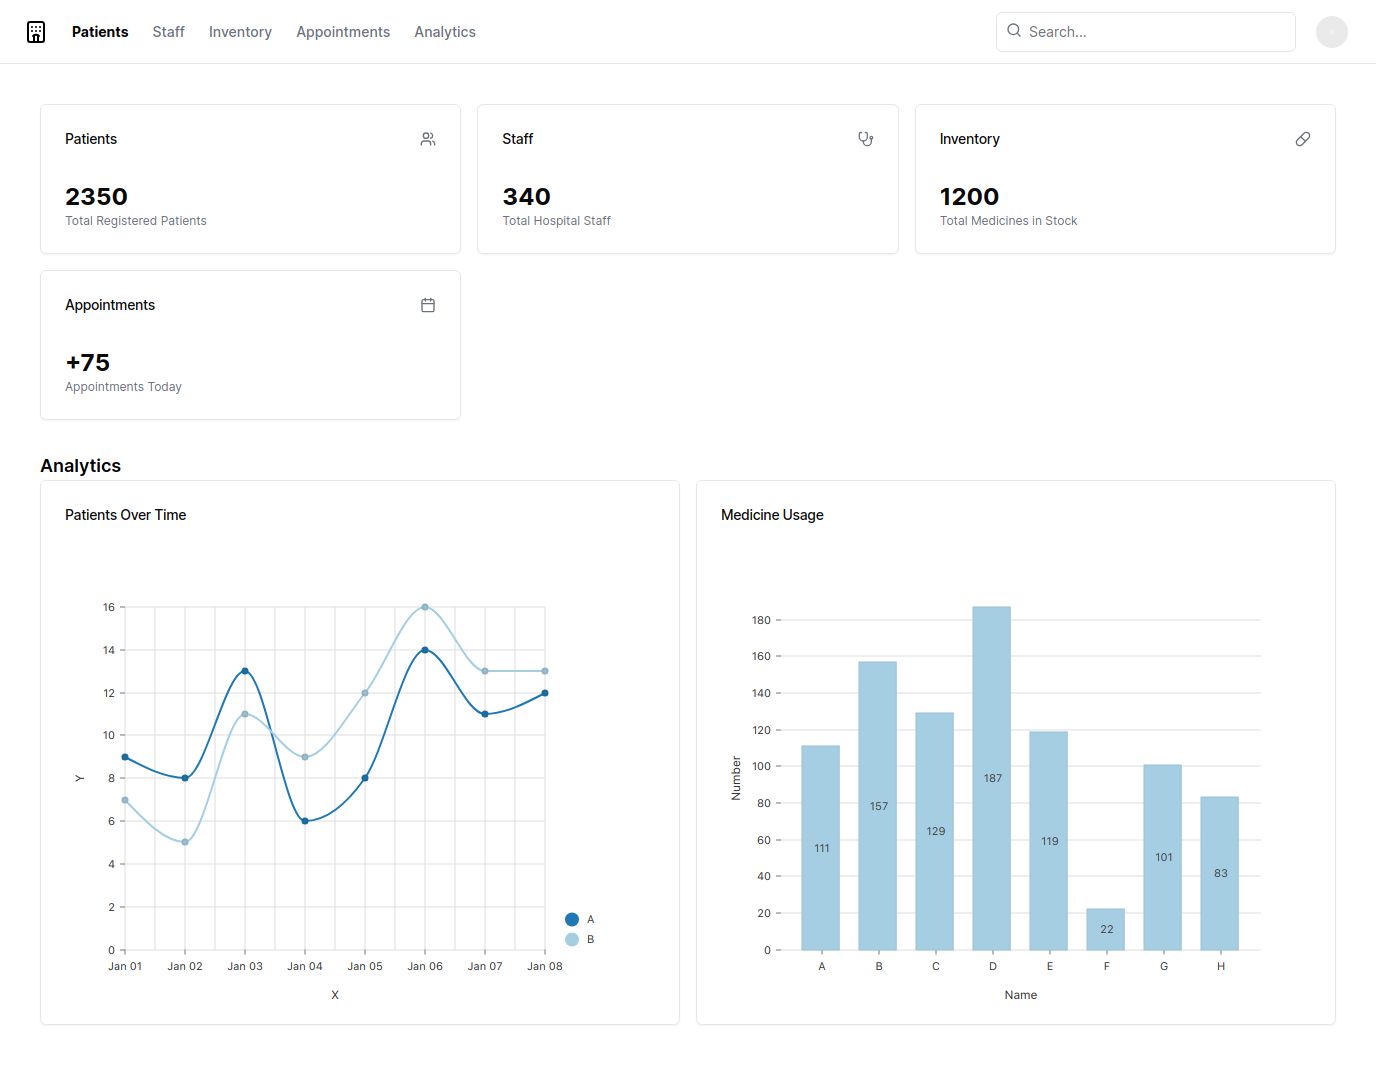 Patients Staff Inventory Appointments Analytics Search...
Patients
2350
Total Registered Patients
Staff
340
Total Hospital Staff
Inventory
1200
Total Medicines in Stock
Appointments
+75
Appointments Today
Analytics
Patients Over Time
16
14
12
10
8
6
4
2
0
Y
Jan 01 Jan 02 Jan 03 Jan 04 Jan 05 Jan 06 Jan 07 Jan 08
X
A
B
Medicine Usage
180
160
140
120
100
80
60
40
20
0
Number
111 157 129 187 119 22 101 83
A B C D E F G H
Name